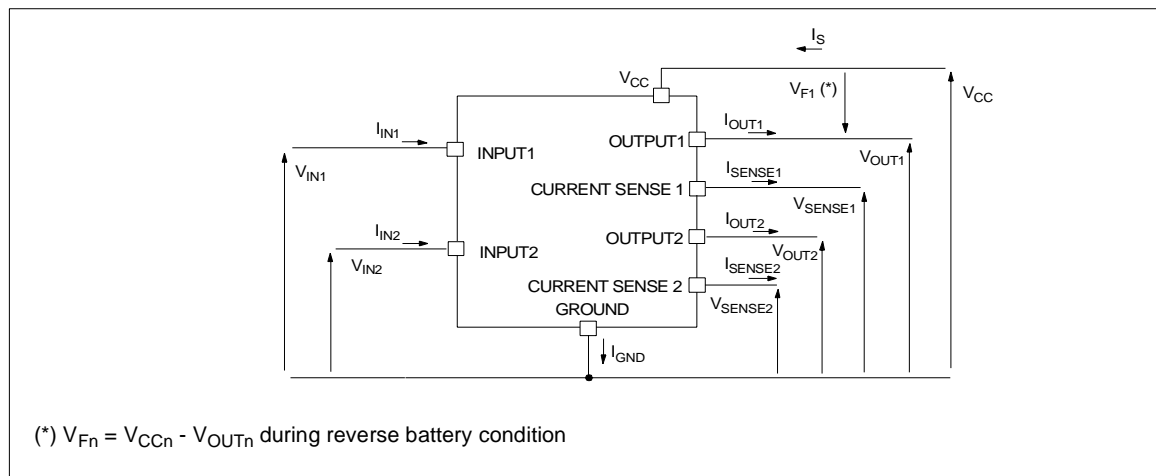 I_S
V_CC
V_F1 (*)
V_CC
I_IN1
INPUT1
V_IN1
OUTPUT1
I_OUT1
V_OUT1
CURRENT SENSE 1
I_SENSE1
V_SENSE1
I_IN2
INPUT2
V_IN2
OUTPUT2
I_OUT2
V_OUT2
CURRENT SENSE 2
I_SENSE2
V_SENSE2
GROUND
I_GND
(*) V_Fn = V_CCn - V_OUTn during reverse battery condition